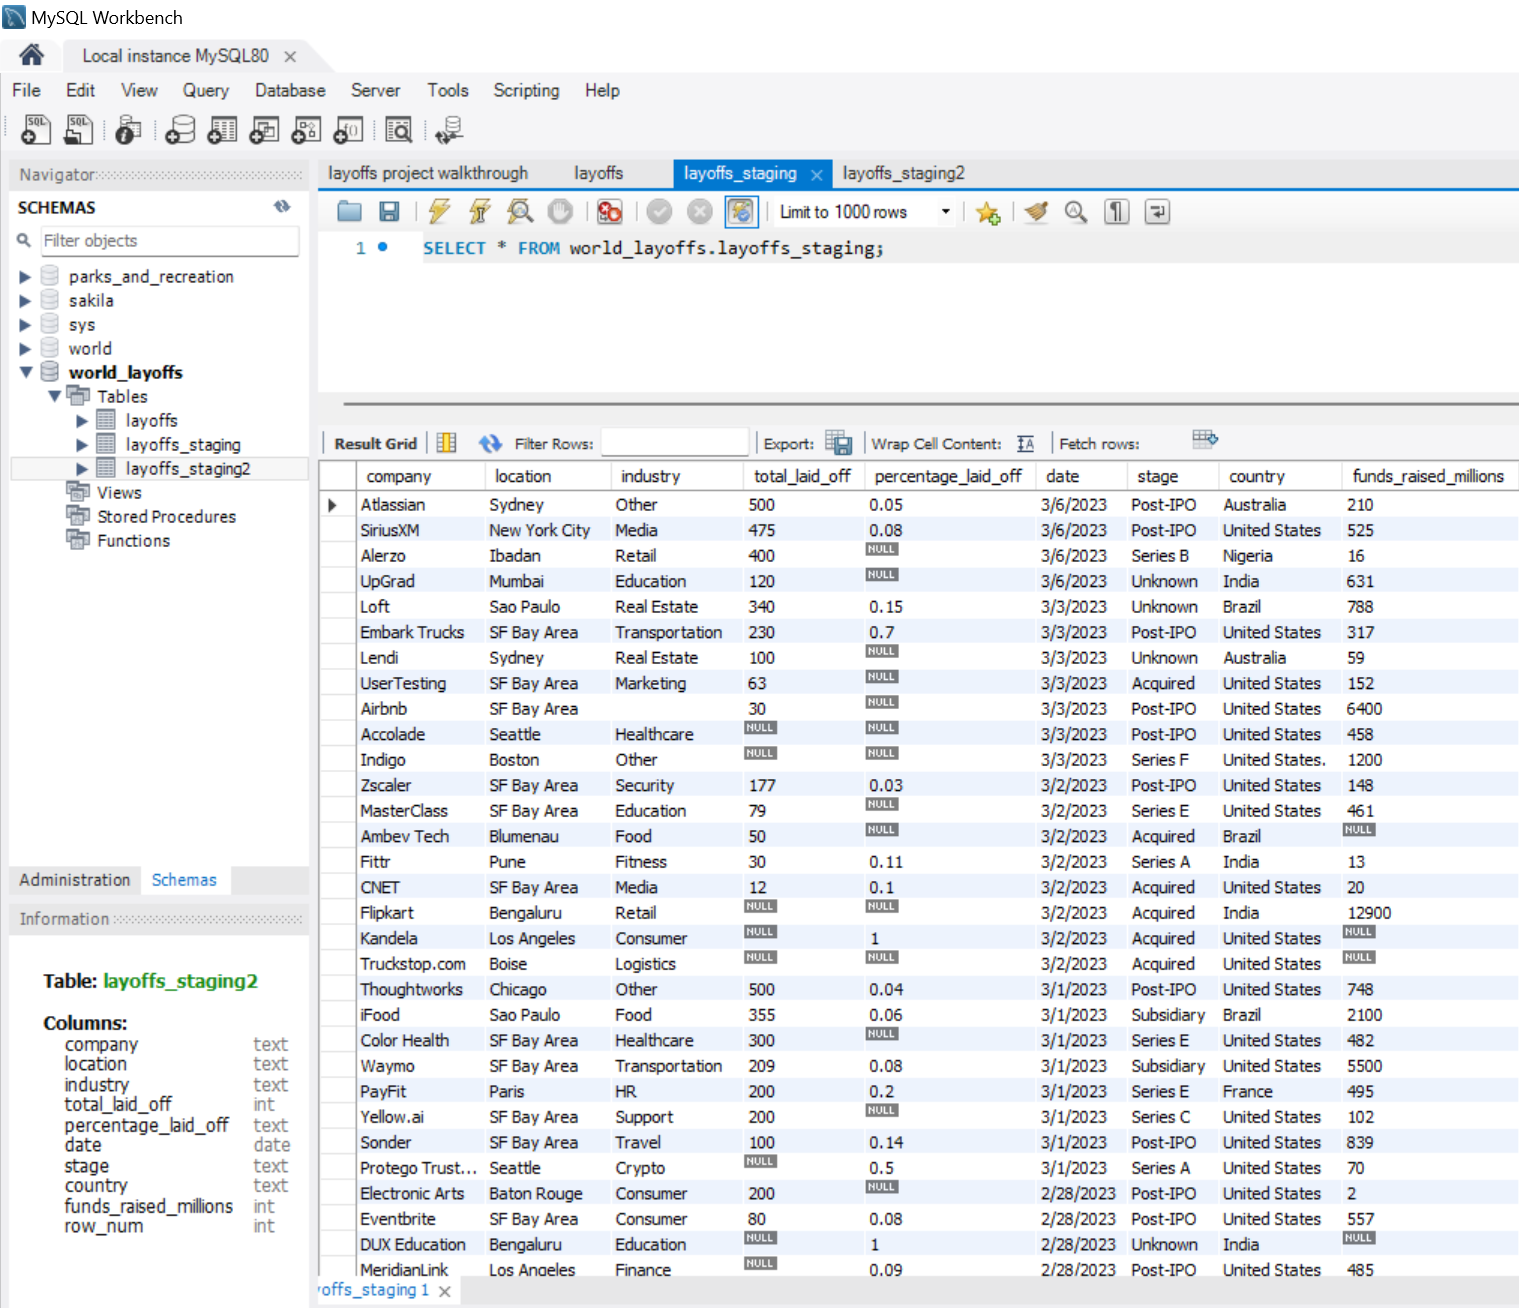 MySQL Workbench
Local instance MySQL80
File Edit View Query Database Server Tools Scripting Help
Navigator
SCHEMAS
Filter objects
parks_and_recreation
sakila
sys
world
world_layoffs
Tables
layoffs
layoffs_staging
layoffs_staging2
Views
Stored Procedures
Functions
Administration Schemas
Information
Table: layoffs_staging2
Columns:
company text
location text
industry text
total_laid_off int
percentage_laid_off text
date date
stage text
country text
funds_raised_millions int
row_num int
layoffs project walkthrough layoffs layoffs_staging layoffs_staging2
Limit to 1000 rows
1 SELECT * FROM world_layoffs.layoffs_staging;
Result Grid Filter Rows: Export: Wrap Cell Content: Fetch rows:
company location industry total_laid_off percentage_laid_off date stage country funds_raised_millions
Atlassian Sydney Other 500 0.05 3/6/2023 Post-IPO Australia 210
SiriusXM New York City Media 475 0.08 3/6/2023 Post-IPO United States 525
Alerzo Ibadan Retail 400 NULL 3/6/2023 Series B Nigeria 16
UpGrad Mumbai Education 120 NULL 3/6/2023 Unknown India 631
Loft Sao Paulo Real Estate 340 0.15 3/3/2023 Unknown Brazil 788
Embark Trucks SF Bay Area Transportation 230 0.7 3/3/2023 Post-IPO United States 317
Lendi Sydney Real Estate 100 NULL 3/3/2023 Unknown Australia 59
UserTesting SF Bay Area Marketing 63 NULL 3/3/2023 Acquired United States 152
Airbnb SF Bay Area 30 NULL 3/3/2023 Post-IPO United States 6400
Accolade Seattle Healthcare NULL NULL 3/3/2023 Post-IPO United States 458
Indigo Boston Other NULL NULL 3/3/2023 Series F United States. 1200
Zscaler SF Bay Area Security 177 0.03 3/2/2023 Post-IPO United States 148
MasterClass SF Bay Area Education 79 NULL 3/2/2023 Series E United States 461
Ambev Tech Blumenau Food 50 NULL 3/2/2023 Acquired Brazil NULL
Fittr Pune Fitness 30 0.11 3/2/2023 Series A India 13
CNET SF Bay Area Media 12 0.1 3/2/2023 Acquired United States 20
Flipkart Bengaluru Retail NULL NULL 3/2/2023 Acquired India 12900
Kandela Los Angeles Consumer NULL 1 3/2/2023 Acquired United States NULL
Truckstop.com Boise Logistics NULL NULL 3/2/2023 Acquired United States NULL
Thoughtworks Chicago Other 500 0.04 3/1/2023 Post-IPO United States 748
iFood Sao Paulo Food 355 0.06 3/1/2023 Subsidiary Brazil 2100
Color Health SF Bay Area Healthcare 300 NULL 3/1/2023 Series E United States 482
Waymo SF Bay Area Transportation 209 0.08 3/1/2023 Subsidiary United States 5500
PayFit Paris HR 200 0.2 3/1/2023 Series E France 495
Yellow.ai SF Bay Area Support 200 NULL 3/1/2023 Series C United States 102
Sonder SF Bay Area Travel 100 0.14 3/1/2023 Post-IPO United States 839
Protego Trust... Seattle Crypto NULL 0.5 3/1/2023 Series A United States 70
Electronic Arts Baton Rouge Consumer 200 NULL 2/28/2023 Post-IPO United States 2
Eventbrite SF Bay Area Consumer 80 0.08 2/28/2023 Post-IPO United States 557
DUX Education Bengaluru Education NULL 1 2/28/2023 Unknown India NULL
MeridianLink Los Angeles Finance NULL 0.09 2/28/2023 Post-IPO United States 485
yoffs_staging 1